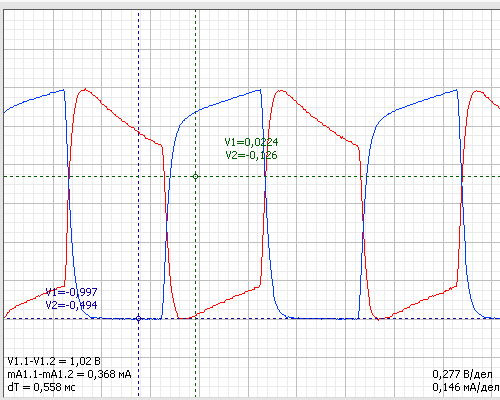 V1=0,0224
V2=-0,126
V1=-0,997
V2=-0,494
V1.1-V1.2 = 1,02 В
mA1.1-mA1.2 = 0,368 мА
dT = 0,558 мс
0,277 В/дел
0,146 мА/дел